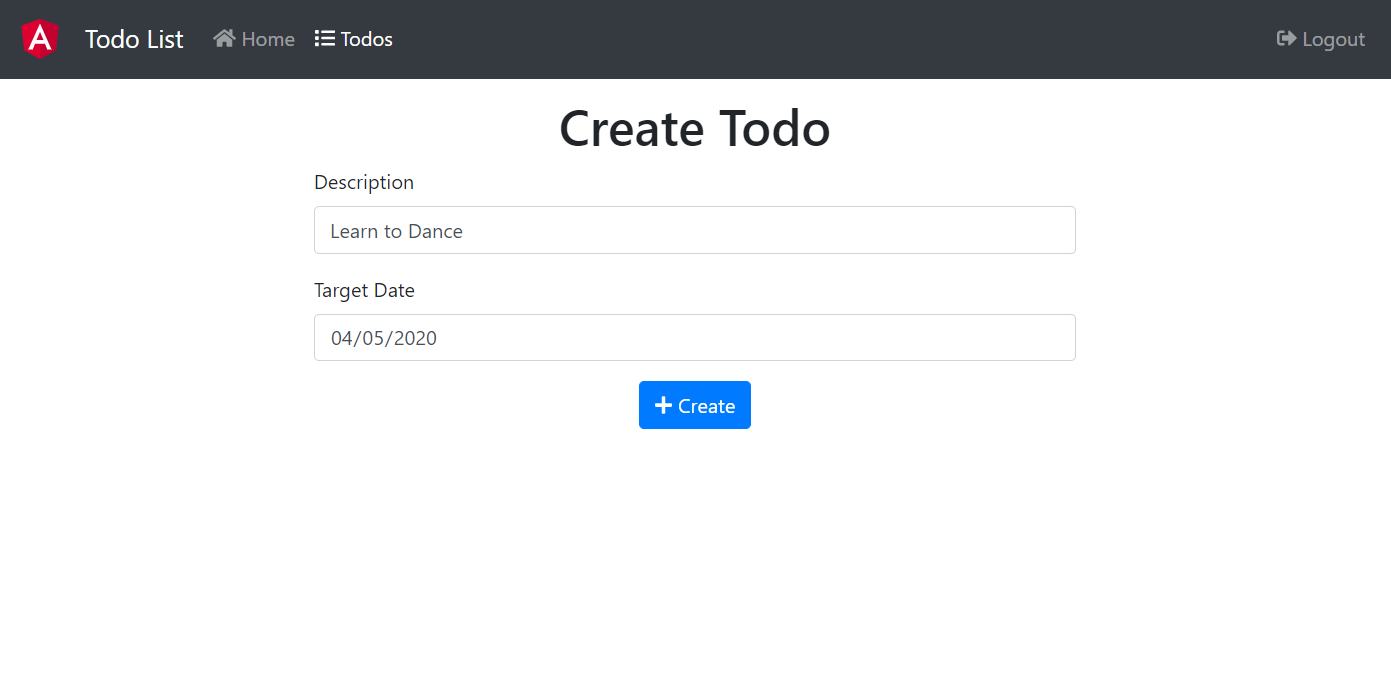 Todo List Home Todos Logout
Create Todo
Description
Learn to Dance
Target Date
04/05/2020
Create